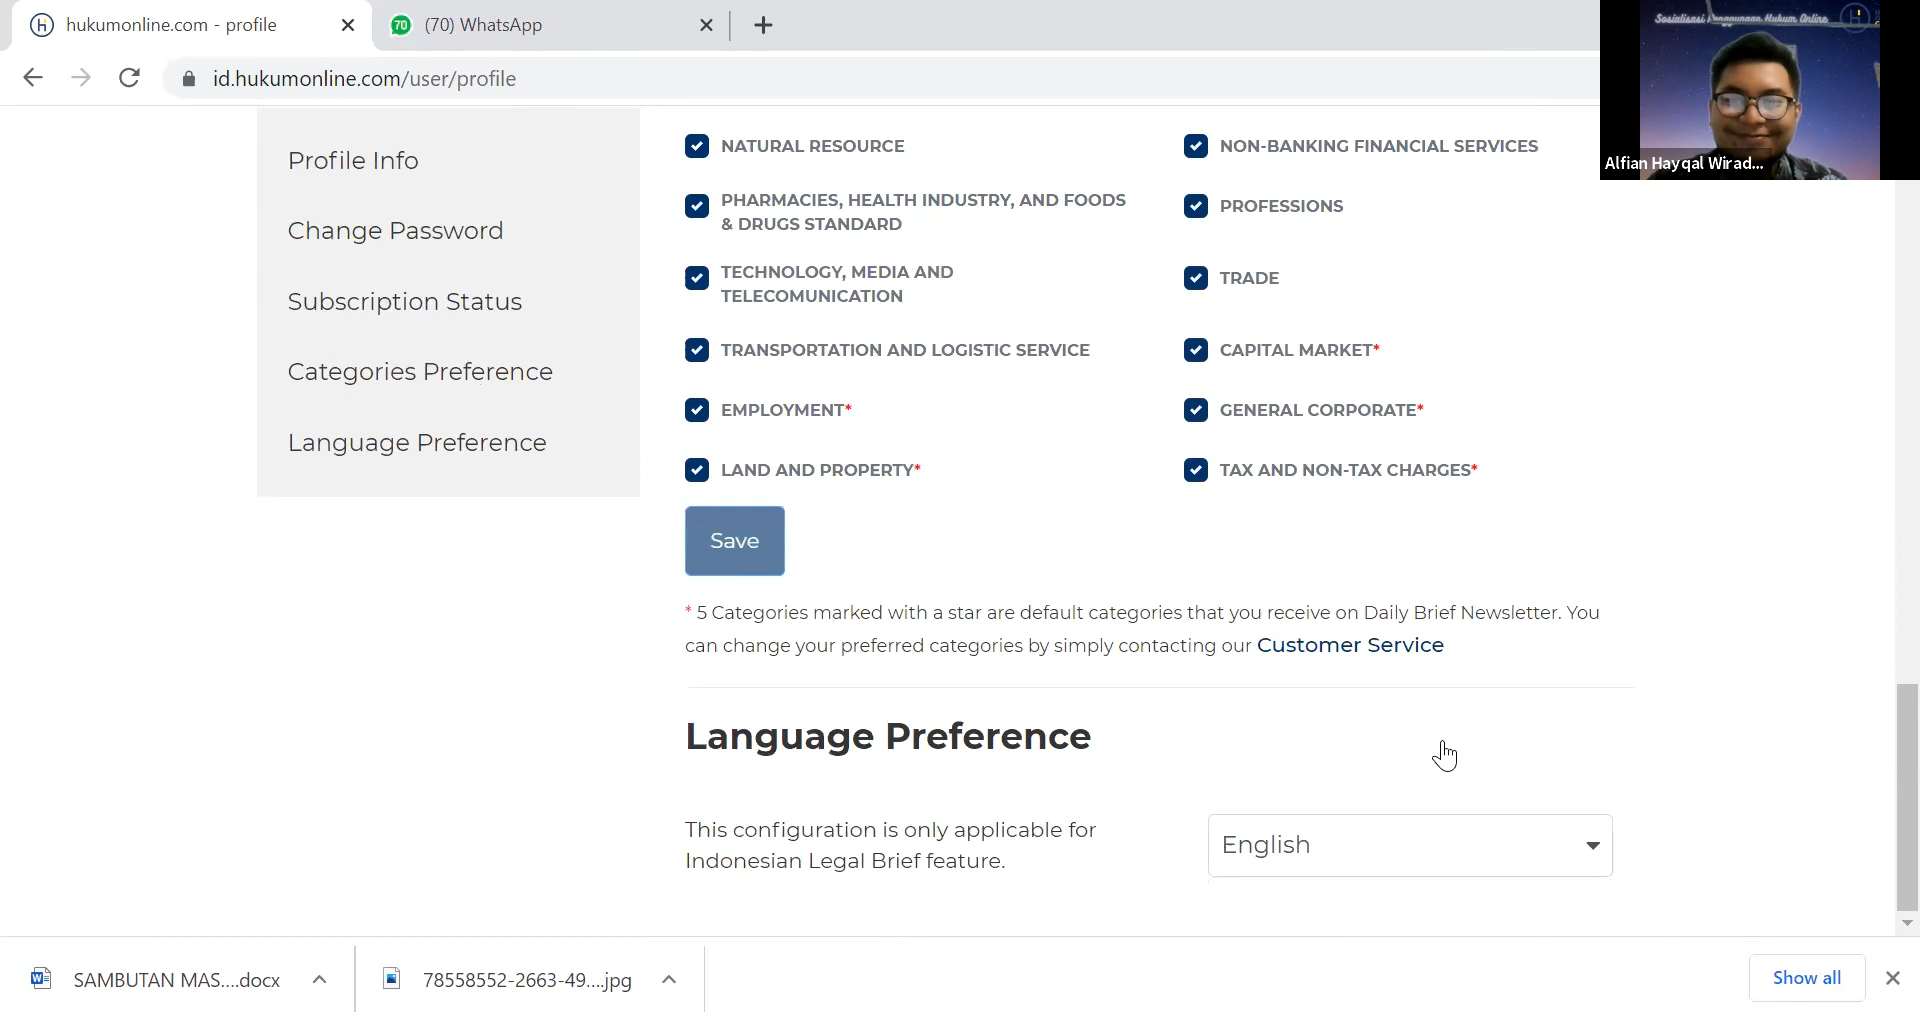 hukumonline.com - profile
(70) WhatsApp
id.hukumonline.com/user/profile
Sosialisasi Penggunaan Hukum Online
Alfian Hayqal Wirad...
Profile Info
Change Password
Subscription Status
Categories Preference
Language Preference
NATURAL RESOURCE
NON-BANKING FINANCIAL SERVICES
PHARMACIES, HEALTH INDUSTRY, AND FOODS
& DRUGS STANDARD
PROFESSIONS
TECHNOLOGY, MEDIA AND
TELECOMUNICATION
TRADE
TRANSPORTATION AND LOGISTIC SERVICE
CAPITAL MARKET*
EMPLOYMENT*
GENERAL CORPORATE*
LAND AND PROPERTY*
TAX AND NON-TAX CHARGES*
Save
* 5 Categories marked with a star are default categories that you receive on Daily Brief Newsletter. You
can change your preferred categories by simply contacting our Customer Service
Language Preference
This configuration is only applicable for
Indonesian Legal Brief feature.
English
SAMBUTAN MAS....docx
78558552-2663-49....jpg
Show all